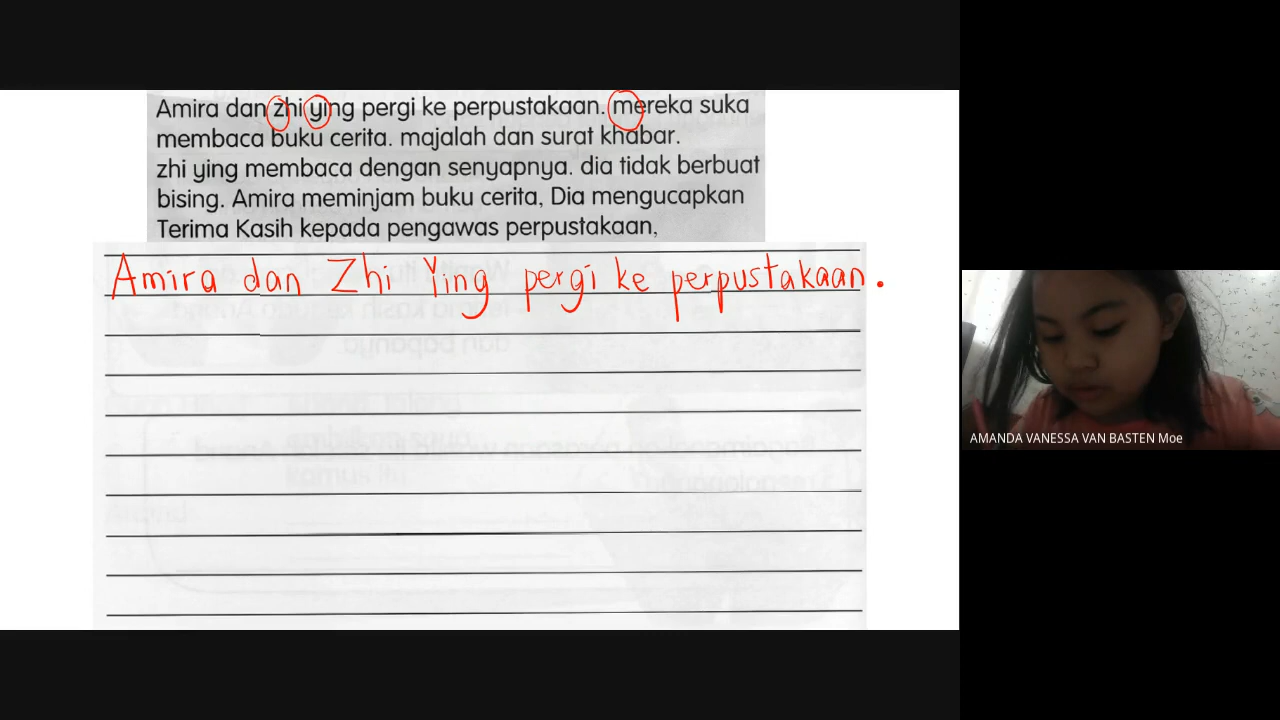 Amira dan zhi ying pergi ke perpustakaan. mereka suka
membaca buku cerita. majalah dan surat khabar.
zhi ying membaca dengan senyapnya. dia tidak berbuat
bising. Amira meminjam buku cerita, Dia mengucapkan
Terima Kasih kepada pengawas perpustakaan,
Amira dan Zhi Ying pergi ke perpustakaan.
AMANDA VANESSA VAN BASTEN Moe